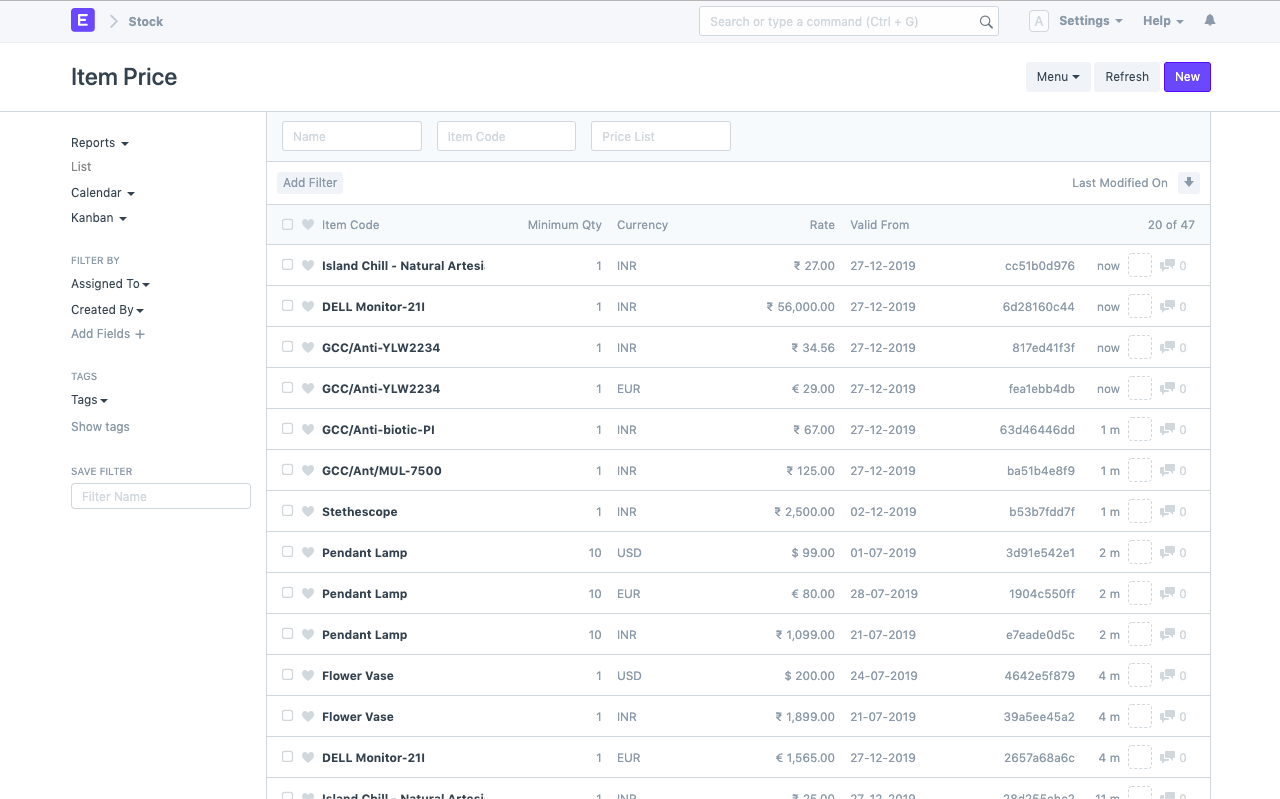 E Stock Search or type a command (Ctrl + G) A Settings Help
Item Price Menu Refresh New
Reports
List
Calendar
Kanban
FILTER BY
Assigned To
Created By
Add Fields +
TAGS
Tags
Show tags
SAVE FILTER
Filter Name
Name Item Code Price List
Add Filter Last Modified On
Item Code Minimum Qty Currency Rate Valid From 20 of 47
Island Chill - Natural Artesi 1 INR ₹ 27.00 27-12-2019 cc51b0d976 now 0
DELL Monitor-21I 1 INR ₹ 56,000.00 27-12-2019 6d28160c44 now 0
GCC/Anti-YLW2234 1 INR ₹ 34.56 27-12-2019 817ed41f3f now 0
GCC/Anti-YLW2234 1 EUR € 29.00 27-12-2019 fea1ebb4db now 0
GCC/Anti-biotic-PI 1 INR ₹ 67.00 27-12-2019 63d46446dd 1 m 0
GCC/Ant/MUL-7500 1 INR ₹ 125.00 27-12-2019 ba51b4e8f9 1 m 0
Stethescope 1 INR ₹ 2,500.00 02-12-2019 b53b7fdd7f 1 m 0
Pendant Lamp 10 USD $ 99.00 01-07-2019 3d91e542e1 2 m 0
Pendant Lamp 10 EUR € 80.00 28-07-2019 1904c550ff 2 m 0
Pendant Lamp 10 INR ₹ 1,099.00 21-07-2019 e7eade0d5c 2 m 0
Flower Vase 1 USD $ 200.00 24-07-2019 4642e5f879 4 m 0
Flower Vase 1 INR ₹ 1,899.00 21-07-2019 39a5ee45a2 4 m 0
DELL Monitor-21I 1 EUR € 1,565.00 27-12-2019 2657a68a6c 4 m 0
Island Chill - Natural Artesi 1 INR ₹ 25.00 27-12-2019 11 m 0